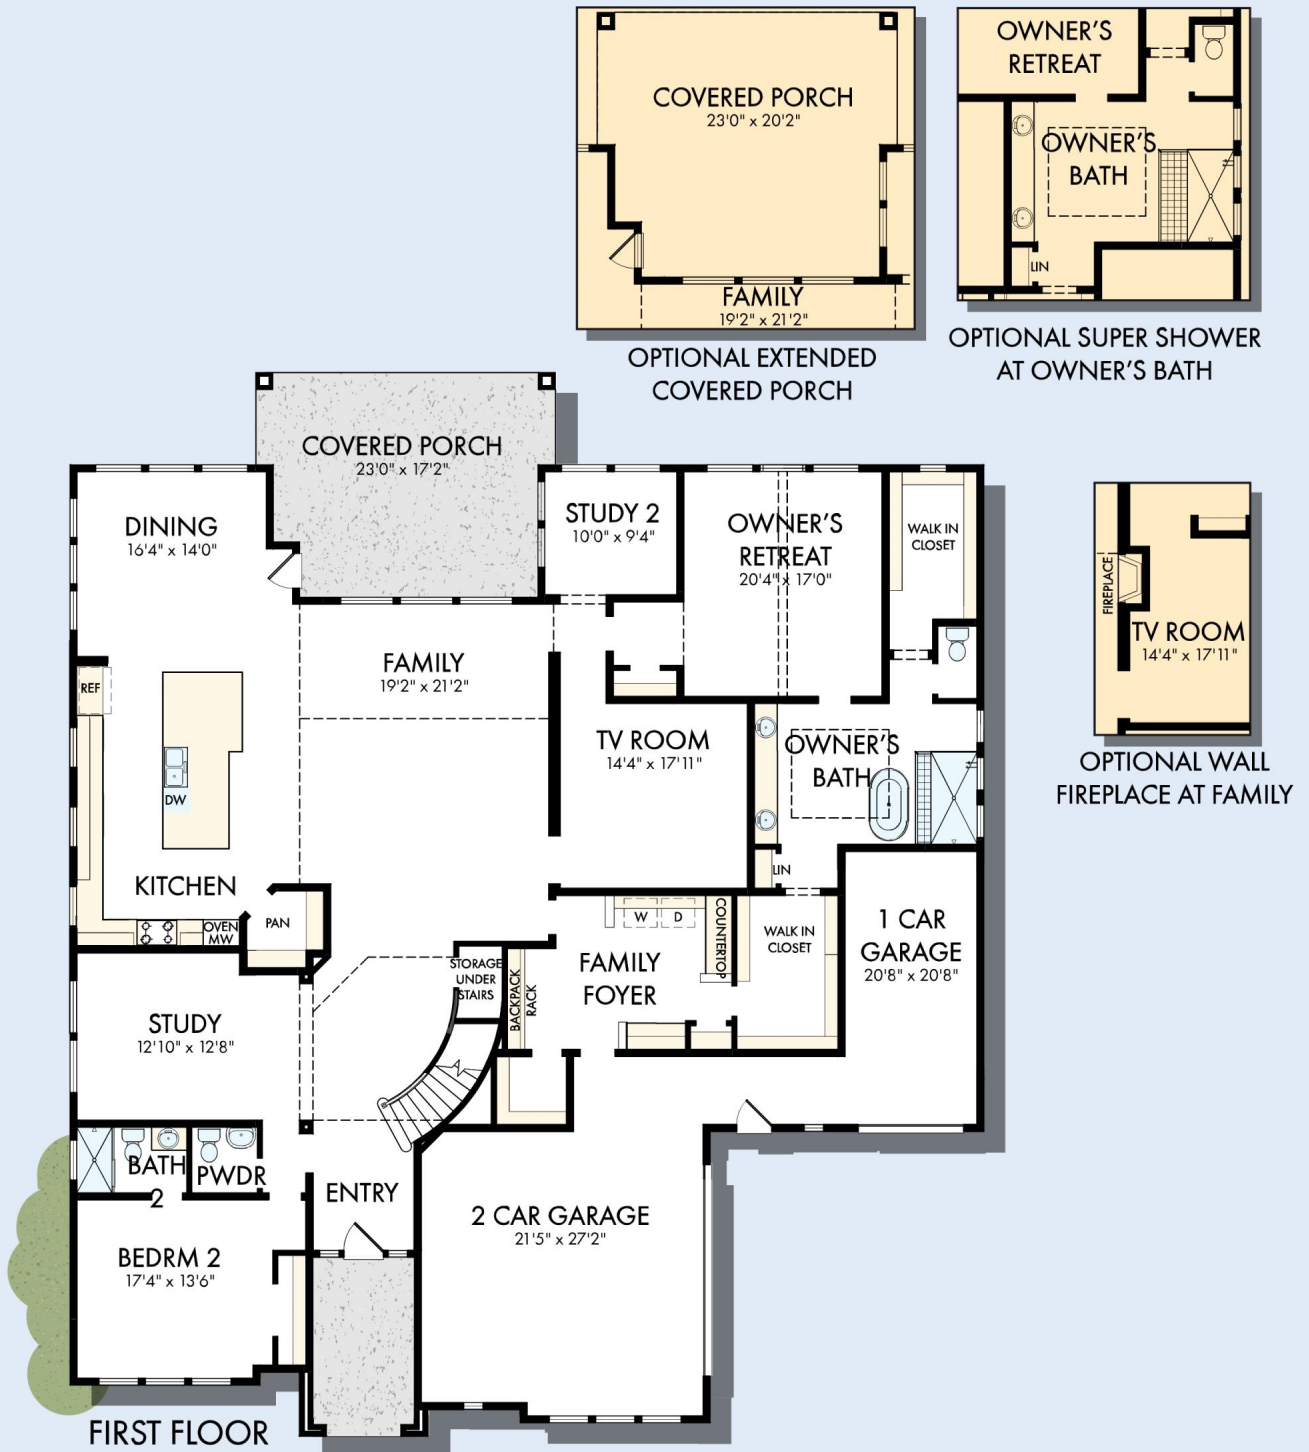 COVERED PORCH
23'0" x 20'2"
FAMILY
19'2" x 21'2"
OPTIONAL EXTENDED
COVERED PORCH
OWNER'S
RETREAT
OWNER'S
BATH
LIN
OPTIONAL SUPER SHOWER
AT OWNER'S BATH
COVERED PORCH
23'0" x 17'2"
DINING
16'4" x 14'0"
STUDY 2
10'0" x 9'4"
OWNER'S
RETREAT
20'4" x 17'0"
WALK IN
CLOSET
FIREPLACE
TV ROOM
14'4" x 17'11"
OPTIONAL WALL
FIREPLACE AT FAMILY
REF
FAMILY
19'2" x 21'2"
TV ROOM
14'4" x 17'11"
OWNER'S
BATH
DW
KITCHEN
LIN
OVEN
MW
PAN
W
D
COUNTERTOP
WALK IN
CLOSET
1 CAR
GARAGE
20'8" x 20'8"
STORAGE
UNDER
STAIRS
BACKPACK
RACK
FAMILY
FOYER
STUDY
12'10" x 12'8"
BATH
2
PWDR
ENTRY
2 CAR GARAGE
21'5" x 27'2"
BEDRM 2
17'4" x 13'6"
FIRST FLOOR